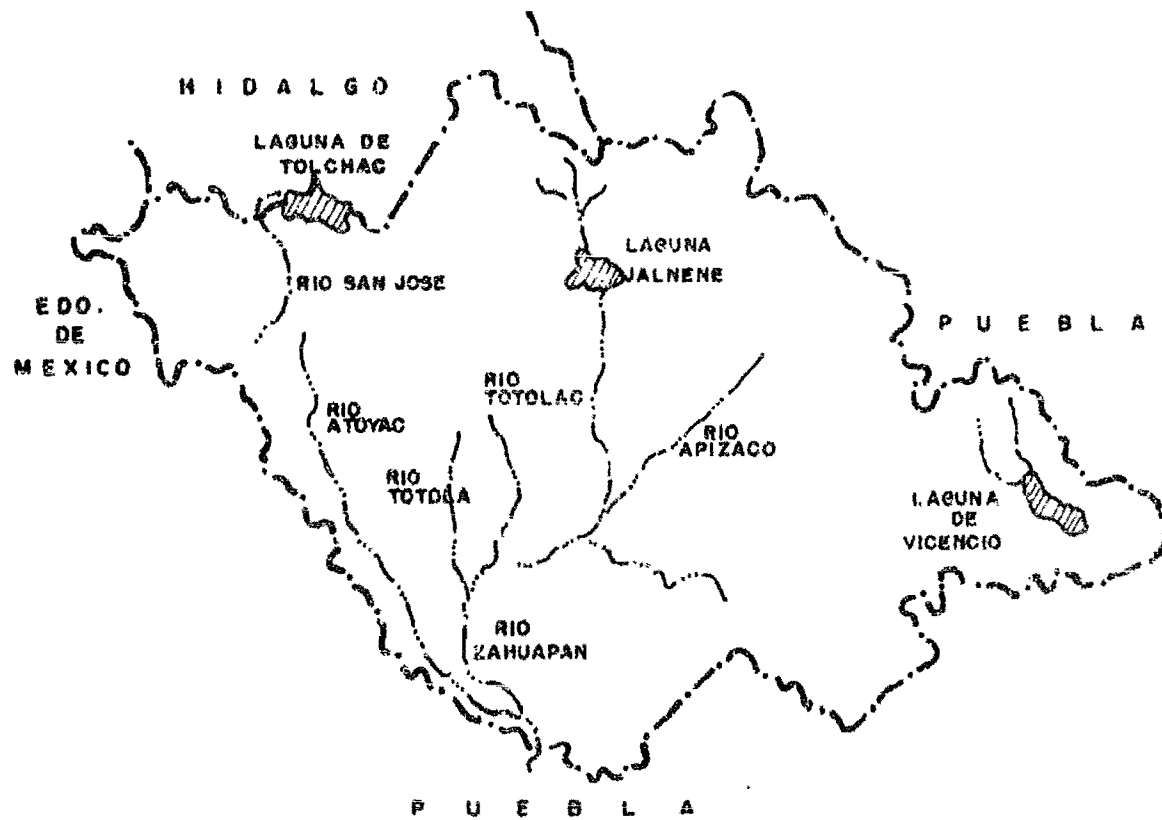 HIDALGO
LAGUNA DE
TOLCHAC
LAGUNA
JALNENE
RIO SAN JOSE
EDO.
DE
MEXICO
PUEBLA
RIO
TOTOLAC
RIO
ATOYAC
RIO
APIZACO
RIO
TOTOLA
LAGUNA
DE
VICENCIO
RIO
ZAHUAPAN
PUEBLA